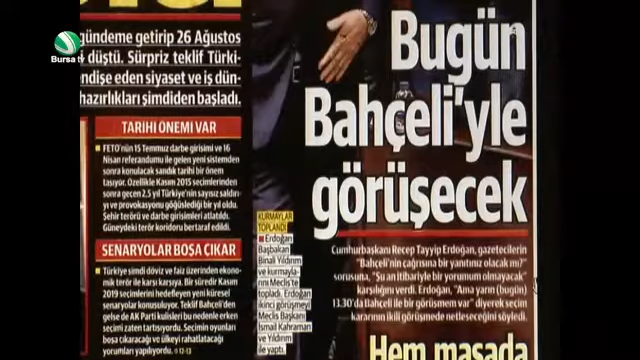 Bursa tv
gündeme getirip 26 Ağustos
düştü. Sürpriz teklif Türki-
ndişe eden siyaset ve iş dün-
hazırlıkları şimdiden başladı.
TARİHİ ÖNEMİ VAR
FETO'nün 15 Temmuz darbe girişimi ve 16
Nisan referandumu ile gelen yeni sistemden
sonra konulacak sandık tarihi bir önem
taşıyor. Özellikle Kasım 2015 seçimlerinden
sonra geçen 2,5 yıl Türkiye'nin sayısız saldırı
ve provokasyonu göğüslediği bir yıl oldu.
Şehir terörü ve darbe girişimleri atlatıldı.
Güneydeki terör koridoru bertaraf edildi.
SENARYOLAR BOŞA ÇIKAR
Türkiye şimdi döviz ve faiz üzerinden ekono-
mik terör ile karşı karşıya. Bir süredir Kasım
2019 seçimlerini hedefleyen yeni küresel
senaryolar konuşuluyor. Teklif Bahçeli'den
gelse de AK Parti kulisleri bu nedenle erken
seçimi zaten tartışıyordu. Seçimin oyunları
boşa çıkaracağı ve ülkeyi rahatlatacağı
yorumları yapılıyordu. 12-13
KURMAYLAR
TOPLANDI
Erdoğan
Başbakan
Binali Yıldırım
ve kurmayla-
rını Meclis'te
topladı. Erdoğan
ikinci görüşmeyi
Meclis Başkanı
İsmail Kahraman
ve Yıldırım
ile yaptı.
Bugün
Bahçeli'yle
görüşecek
Cumhurbaşkanı Recep Tayyip Erdoğan, gazetecilerin
"Bahçeli'nin çağrısına bir yanıtınız olacak mı?"
sorusuna, "Şu an itibariyle bir yorumum olmayacak"
karşılığını verdi. Erdoğan, "Ama yarın (bugün)
13.30'da Bahçeli ile bir görüşmem var" diyerek seçim
kararının ikili görüşmede netleşeceğini söyledi.
Hem masada